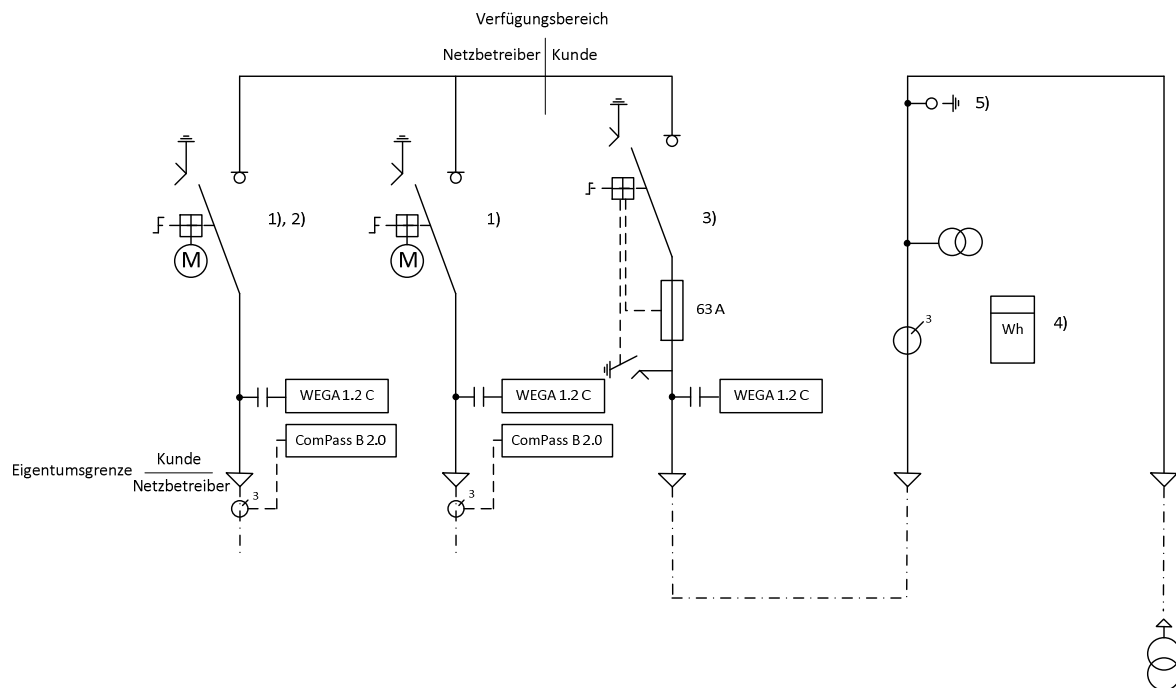 Verfügungsbereich
Netzbetreiber Kunde
5)
1), 2)
1)
3)
M
M
63 A
3
Wh
4)
WEGA 1.2 C
WEGA 1.2 C
WEGA 1.2 C
ComPass B 2.0
ComPass B 2.0
Eigentumsgrenze
Kunde
Netzbetreiber
3
3